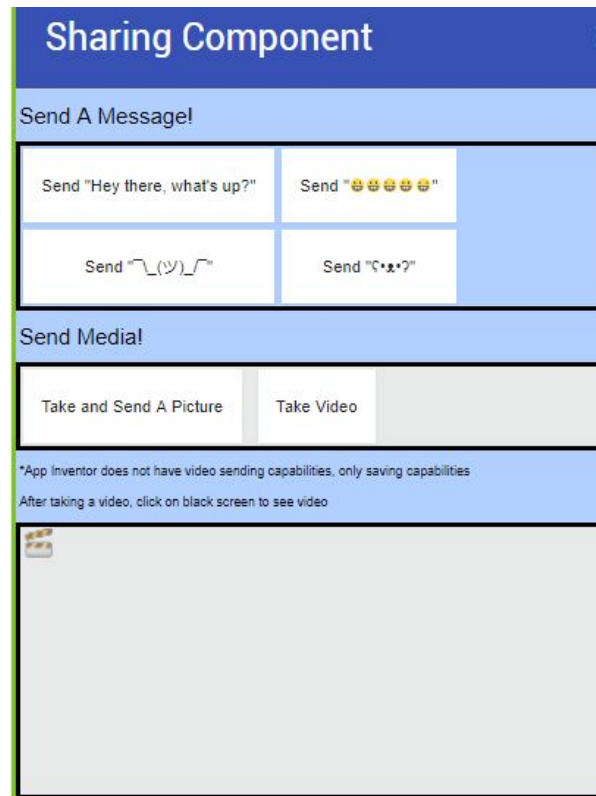 Sharing Component
Send A Message!
Send "Hey there, what's up?"
Send "😀😀😀😀😀"
Send "¯\_(ツ)_/¯"
Send "ʕ•ᴥ•ʔ"
Send Media!
Take and Send A Picture
Take Video
*App Inventor does not have video sending capabilities, only saving capabilities
After taking a video, click on black screen to see video